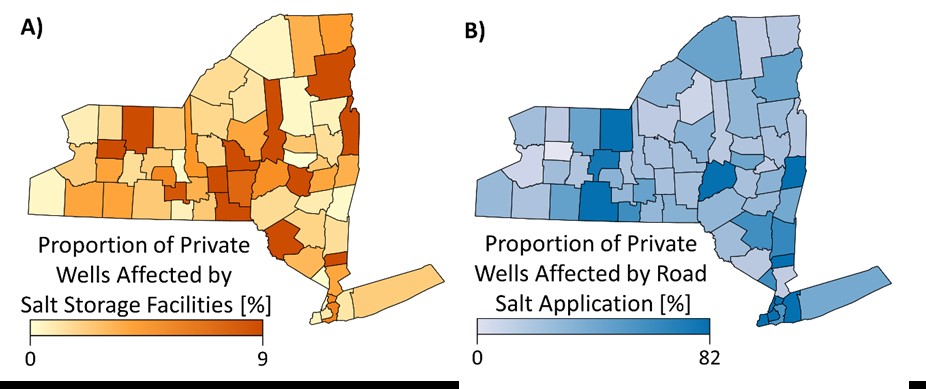 A)
Proportion of Private
Wells Affected by
Salt Storage Facilities [%]
0
9
B)
Proportion of Private
Wells Affected by Road
Salt Application [%]
0
82